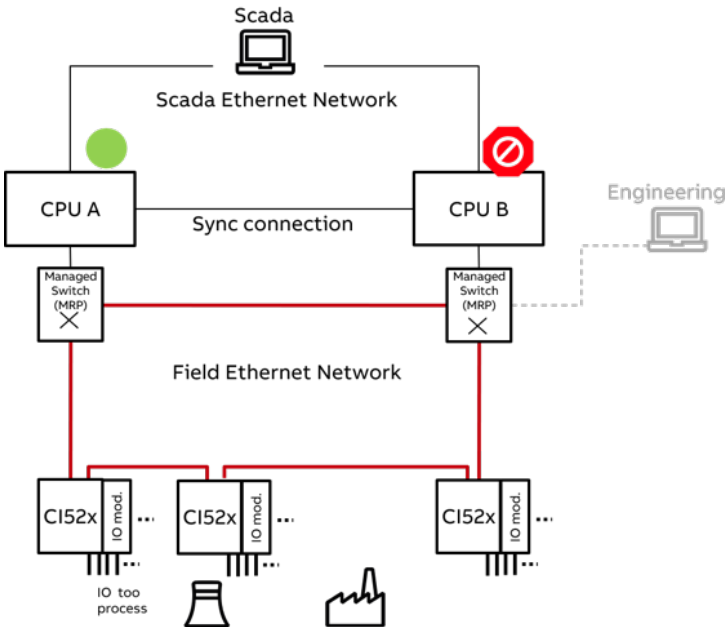 Scada
Scada Ethernet Network
CPU A
Sync connection
CPU B
Engineering
Managed
Switch
(MRP)
Managed
Switch
(MRP)
Field Ethernet Network
CI52x
IO mod.
...
CI52x
IO mod.
...
CI52x
IO mod.
...
...
...
...
IO too
process